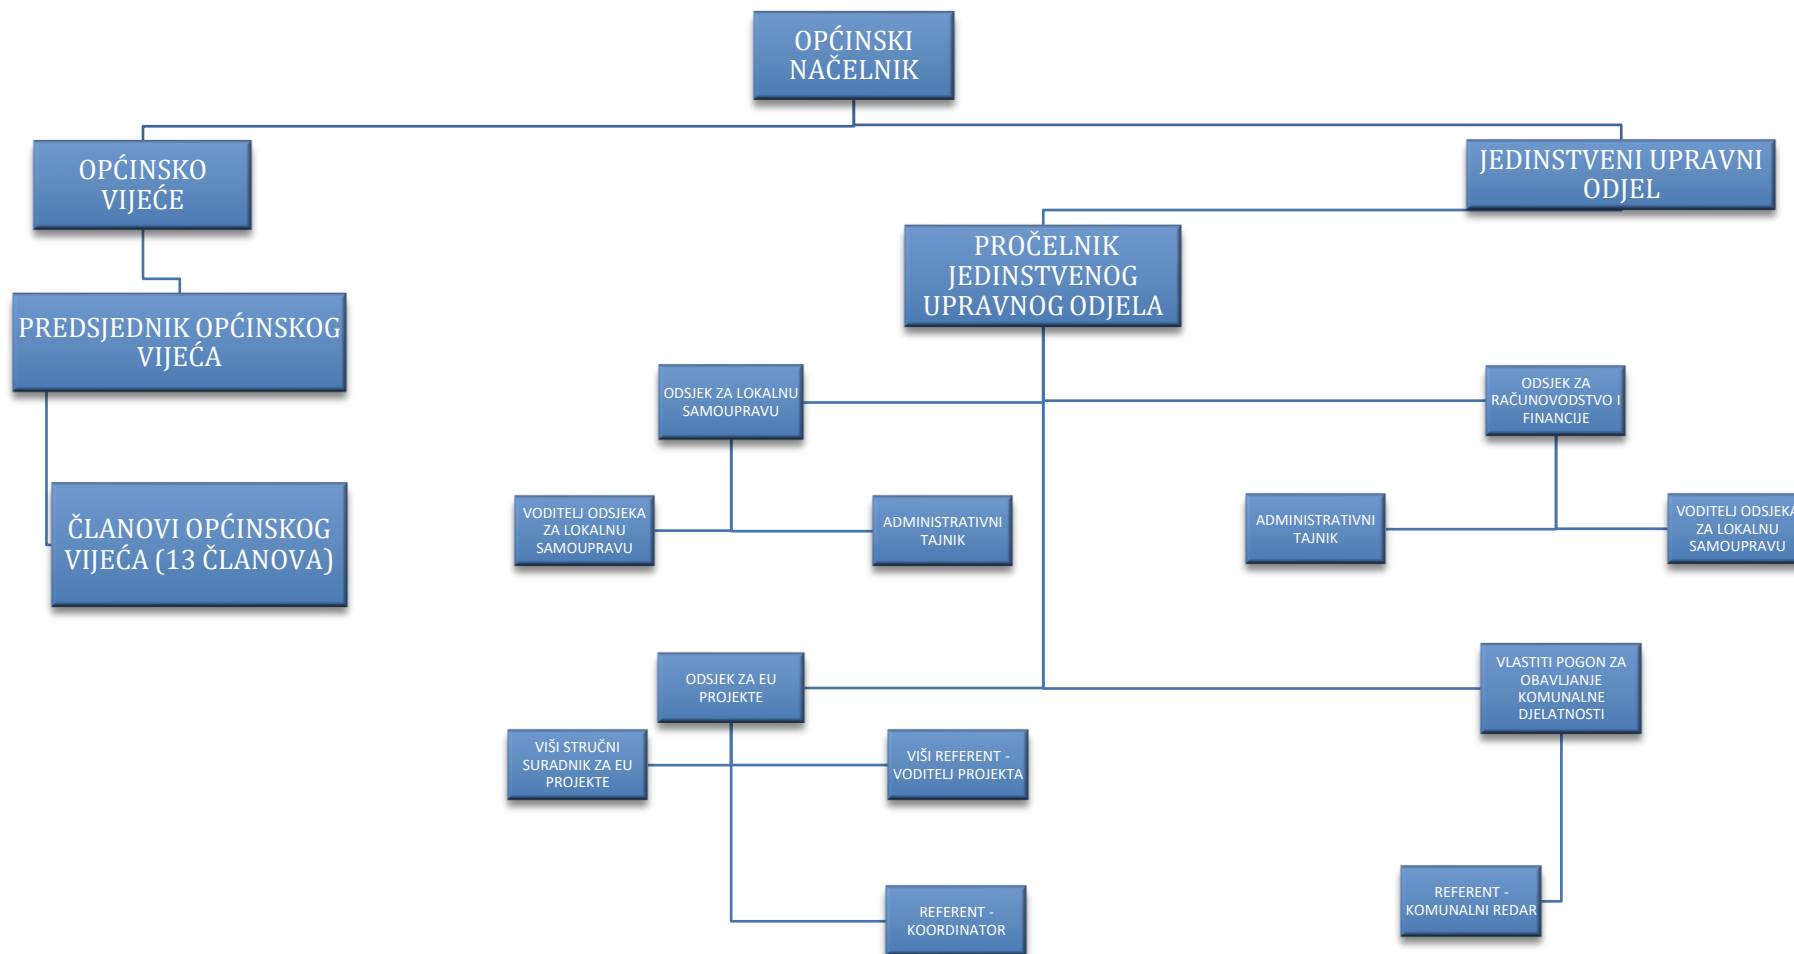 OPĆINSKI
NAČELNIK
OPĆINSKO
VIJEĆE
JEDINSTVENI UPRAVNI
ODJEL
PROČELNIK
JEDINSTVENOG
UPRAVNOG ODJELA
PREDSJEDNIK OPĆINSKOG
VIJEĆA
ČLANOVI OPĆINSKOG
VIJEĆA (13 ČLANOVA)
ODSJEK ZA LOKALNU
SAMOUPRAVU
ODSJEK ZA
RAČUNOVODSTVO I
FINANCIJE
VODITELJ ODSJEKA
ZA LOKALNU
SAMOUPRAVU
ADMINISTRATIVNI
TAJNIK
ADMINISTRATIVNI
TAJNIK
VODITELJ ODSJEKA
ZA LOKALNU
SAMOUPRAVU
ODSJEK ZA EU
PROJEKTE
VLASTITI POGON ZA
OBAVLJANJE
KOMUNALNE
DJELATNOSTI
VIŠI STRUČNI
SURADNIK ZA EU
PROJEKTE
VIŠI REFERENT -
VODITELJ PROJEKTA
REFERENT -
KOORDINATOR
REFERENT -
KOMUNALNI REDAR